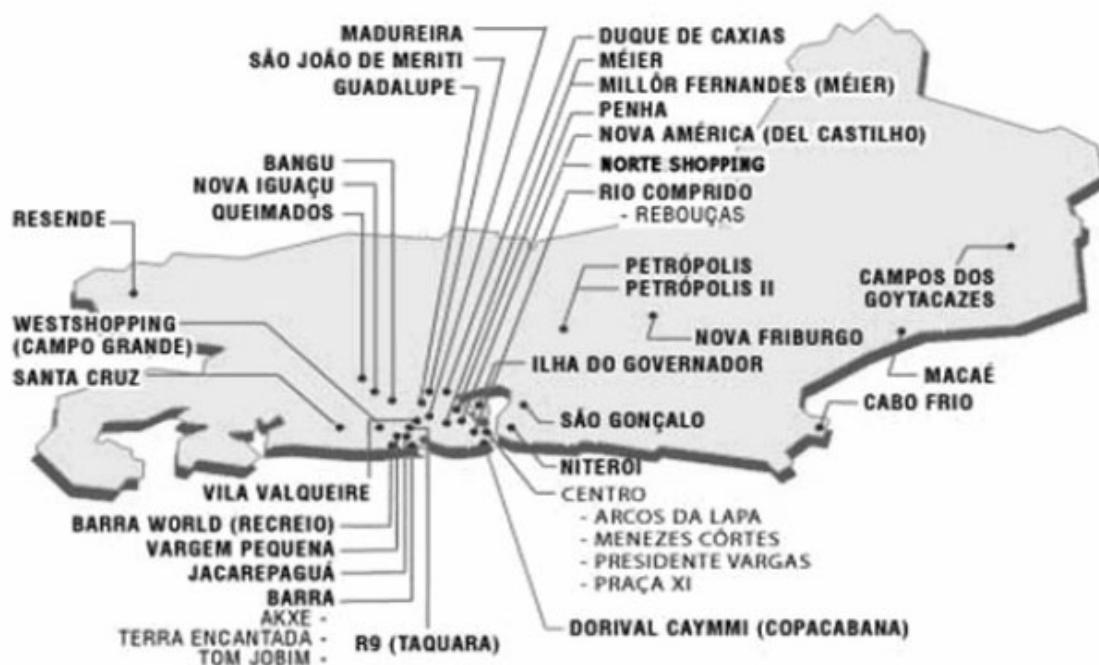 MADUREIRA
SÃO JOÃO DE MERITI
GUADALUPE
DUQUE DE CAXIAS
MÉIER
MILLÔR FERNANDES (MÉIER)
PENHA
NOVA AMÉRICA (DEL CASTILHO)
NORTE SHOPPING
RIO COMPRIDO
- REBOUÇAS
BANGU
NOVA IGUAÇU
QUEIMADOS
RESENDE
PETRÓPOLIS
PETRÓPOLIS II
CAMPOS DOS
GOYTACAZES
WESTSHOPPING
(CAMPO GRANDE)
NOVA FRIBURGO
ILHA DO GOVERNADOR
SANTA CRUZ
MACAÉ
CABO FRIO
SÃO GONÇALO
NITERÓI
VILA VALQUEIRE
CENTRO
- ARCOS DA LAPA
- MENEZES CÔRTES
- PRESIDENTE VARGAS
- PRAÇA XI
BARRA WORLD (RECREIO)
VARGEM PEQUENA
JACAREPAGUÁ
BARRA
AKXE -
TERRA ENCANTADA -
TOM JOBIM -
R9 (TAQUARA)
DORIVAL CAYMMI (COPACABANA)